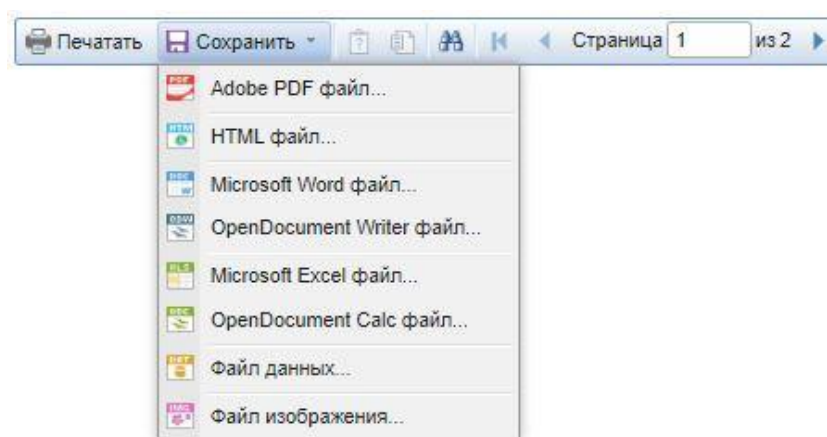 Печатать Сохранить Страница 1 из 2
Adobe PDF файл...
HTML файл...
Microsoft Word файл...
OpenDocument Writer файл...
Microsoft Excel файл...
OpenDocument Calc файл...
Файл данных...
Файл изображения...